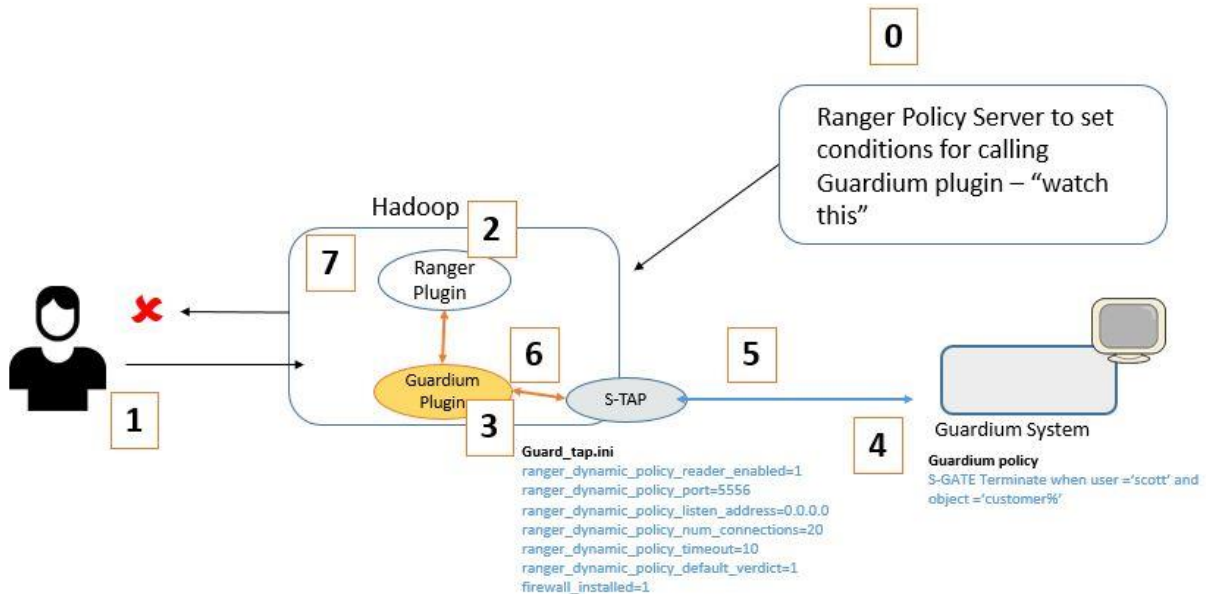 0
Ranger Policy Server to set
conditions for calling
Guardium plugin – “watch
this”
Hadoop
2
7
Ranger
Plugin
6
5
Guardium
Plugin
S-TAP
1
3
4
Guardium System
Guard_tap.ini
ranger_dynamic_policy_reader_enabled=1
ranger_dynamic_policy_port=5556
ranger_dynamic_policy_listen_address=0.0.0.0
ranger_dynamic_policy_num_connections=20
ranger_dynamic_policy_timeout=10
ranger_dynamic_policy_default_verdict=1
firewall_installed=1
Guardium policy
S-GATE Terminate when user =‘scott’ and
object =‘customer%’